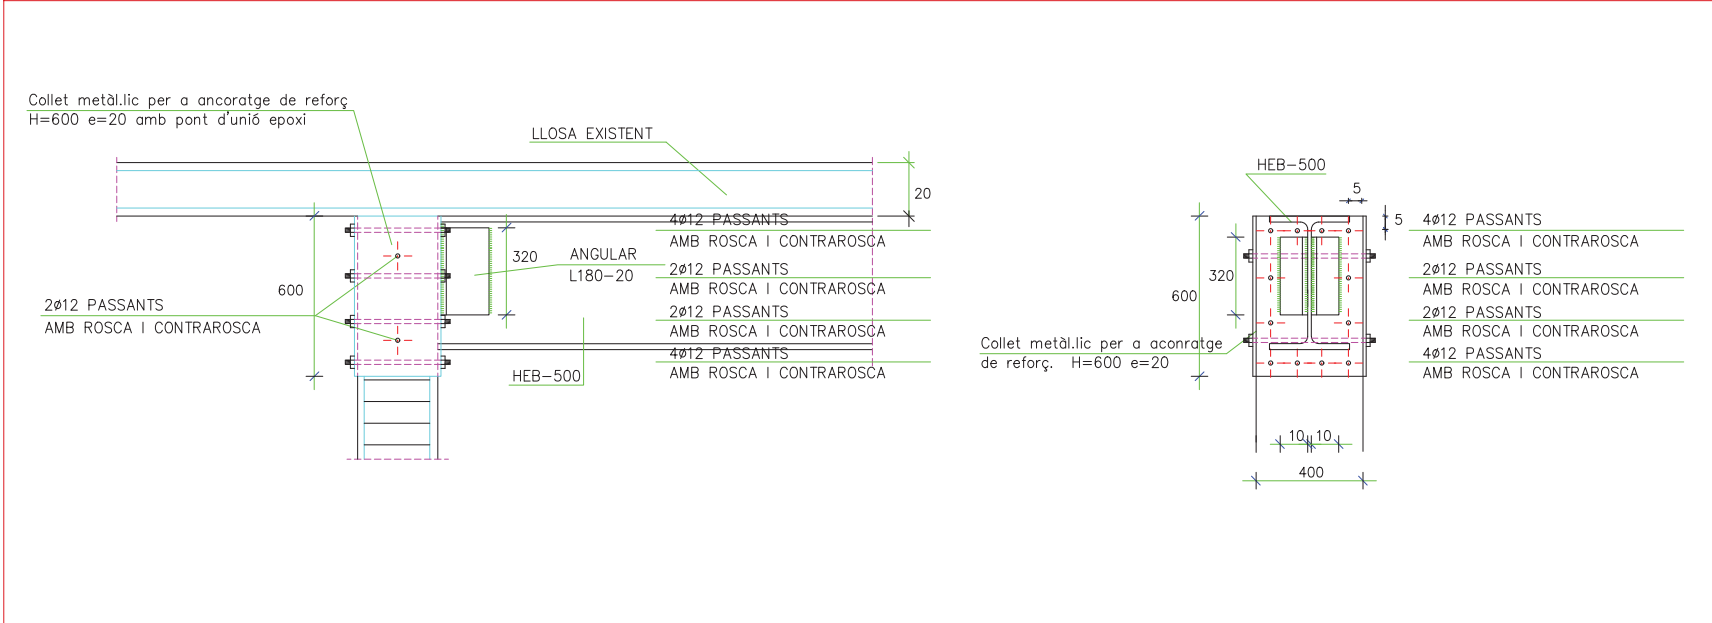 Collet metàl.lic per a ancoratge de reforç
H=600 e=20 amb pont d'unió epoxi
LLOSA EXISTENT
20
4ø12 PASSANTS
AMB ROSCA I CONTRAROSCA
320
ANGULAR
L180-20
2ø12 PASSANTS
AMB ROSCA I CONTRAROSCA
600
2ø12 PASSANTS
AMB ROSCA I CONTRAROSCA
2ø12 PASSANTS
AMB ROSCA I CONTRAROSCA
4ø12 PASSANTS
AMB ROSCA I CONTRAROSCA
HEB-500
HEB-500
5
5
4ø12 PASSANTS
AMB ROSCA I CONTRAROSCA
320
2ø12 PASSANTS
AMB ROSCA I CONTRAROSCA
600
2ø12 PASSANTS
AMB ROSCA I CONTRAROSCA
Collet metàl.lic per a aconratge
de reforç. H=600 e=20
4ø12 PASSANTS
AMB ROSCA I CONTRAROSCA
10 10
400